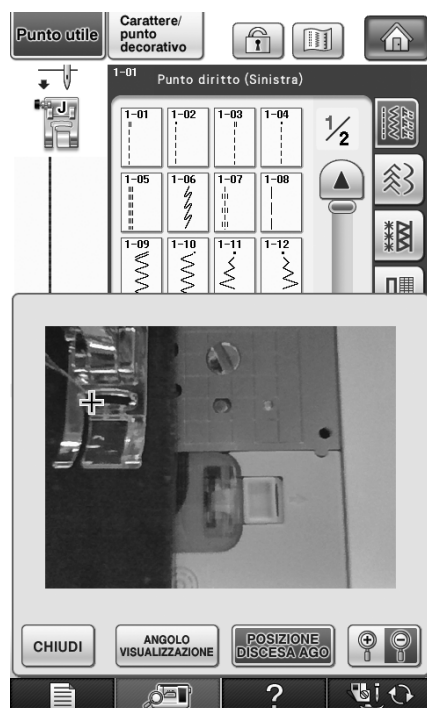 Punto utile
Carattere/
punto
decorativo
1-01
Punto diritto (Sinistra)
J
1-01 1-02 1-03 1-04
1/2
1-05 1-06 1-07 1-08
1-09 1-10 1-11 1-12
CHIUDI
ANGOLO
VISUALIZZAZIONE
POSIZIONE
DISCESA AGO
?